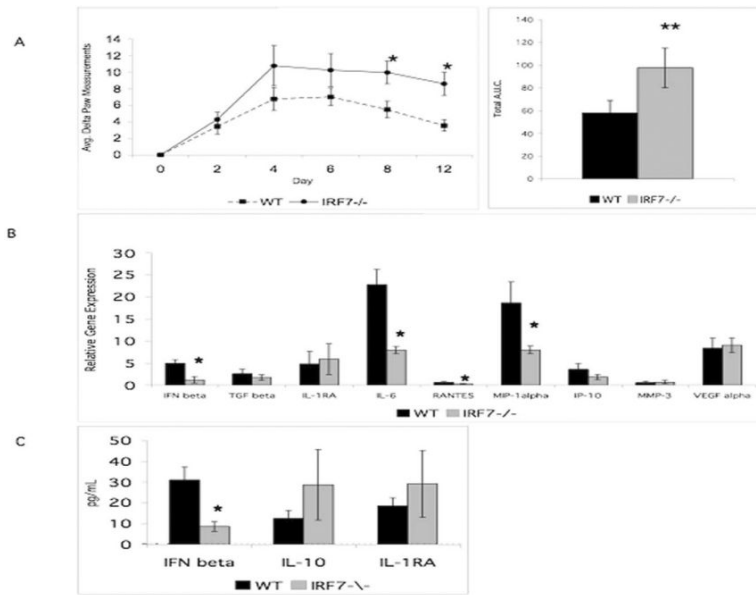 A
14
12
10
8
6
4
2
0
Avg. Delta Paw Measurements
0 2 4 6 8 12
Day
WT IRF7-/-
* *
140
120
100
80
60
40
20
0
Total A.U.C.
**
WT IRF7-/-
B
30
25
20
15
10
5
0
Relative Gene Expression
* * * *
IFN beta TGF beta IL-1RA IL-6 RANTES MIP-1alpha IP-10 MMP-3 VEGF alpha
WT IRF7-/-
C
50
40
30
20
10
0
pg/mL
*
IFN beta IL-10 IL-1RA
WT IRF7-\-